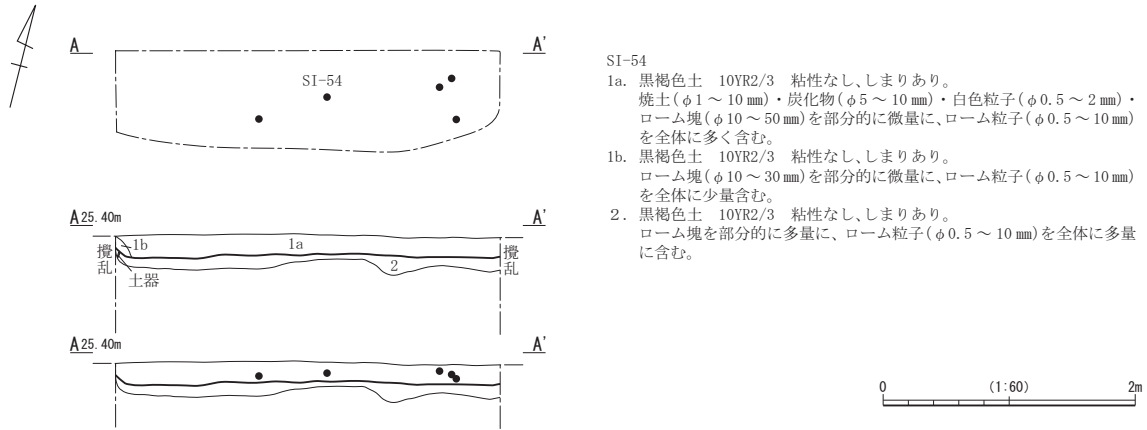 A A'
SI-54
A 25.40m A'
1b 1a
攪乱 2 攪乱
土器
A 25.40m A'
SI-54
1a. 黒褐色土 10YR2/3 粘性なし、しまりあり。
焼土(φ1～10㎜)・炭化物(φ5～10㎜)・白色粒子(φ0.5～2㎜)・
ローム塊(φ10～50㎜)を部分的に微量に、ローム粒子(φ0.5～10㎜)
を全体に多く含む。
1b. 黒褐色土 10YR2/3 粘性なし、しまりあり。
ローム塊(φ10～30㎜)を部分的に微量に、ローム粒子(φ0.5～10㎜)
を全体に少量含む。
２. 黒褐色土 10YR2/3 粘性なし、しまりあり。
ローム塊を部分的に多量に、ローム粒子(φ0.5～10㎜)を全体に多量
に含む。
0 (1:60) 2m